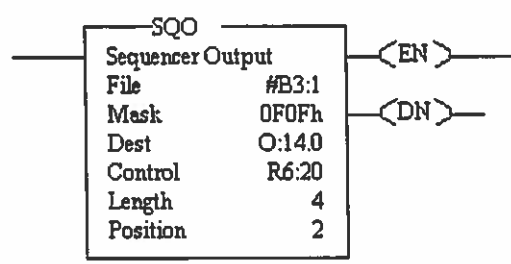 SQO
Sequencer Output
File #B3:1
Mask 0F0Fh
Dest O:14.0
Control R6:20
Length 4
Position 2
EN
DN